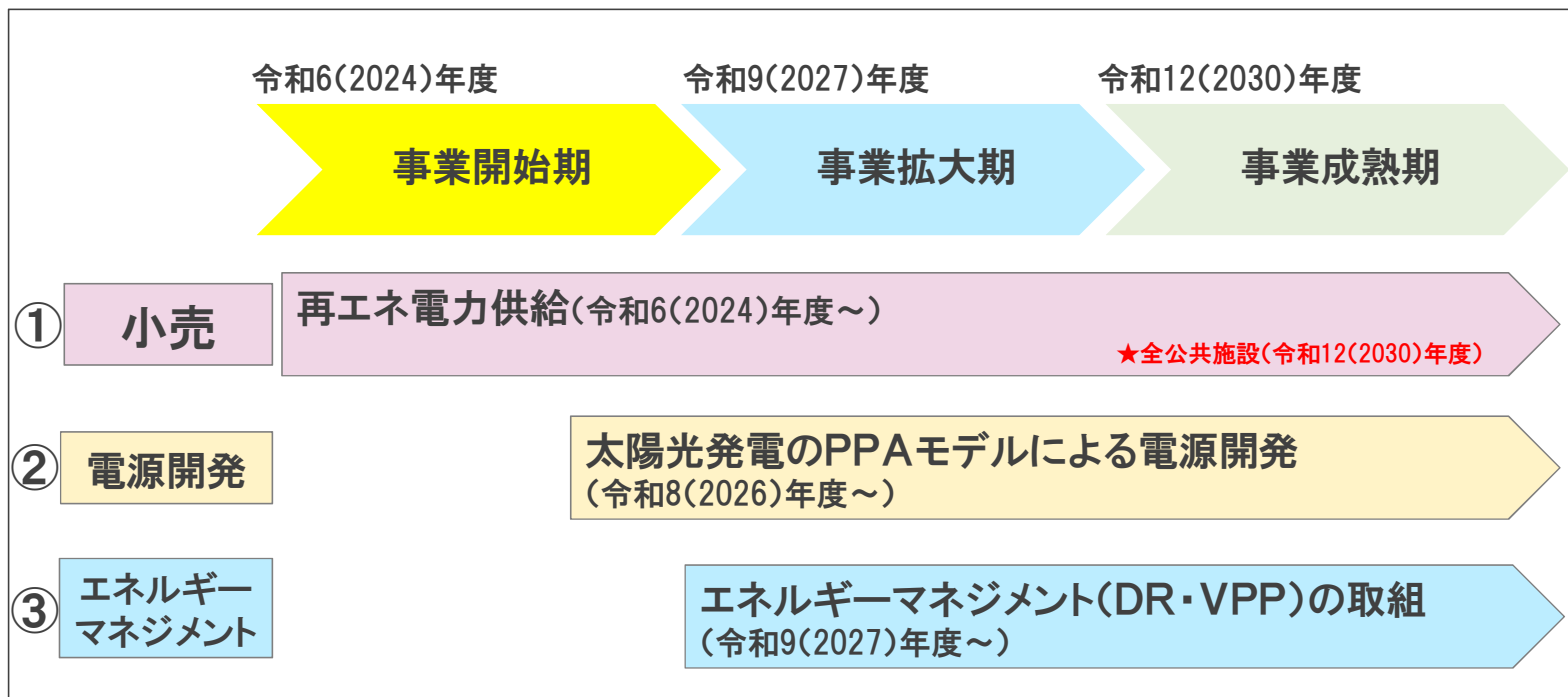 令和6(2024)年度
令和9(2027)年度
令和12(2030)年度
事業開始期
事業拡大期
事業成熟期
①
小売
再エネ電力供給(令和6(2024)年度～)
★全公共施設(令和12(2030)年度)
②
電源開発
太陽光発電のPPAモデルによる電源開発
(令和8(2026)年度～)
③
エネルギー
マネジメント
エネルギーマネジメント(DR・VPP)の取組
(令和9(2027)年度～)